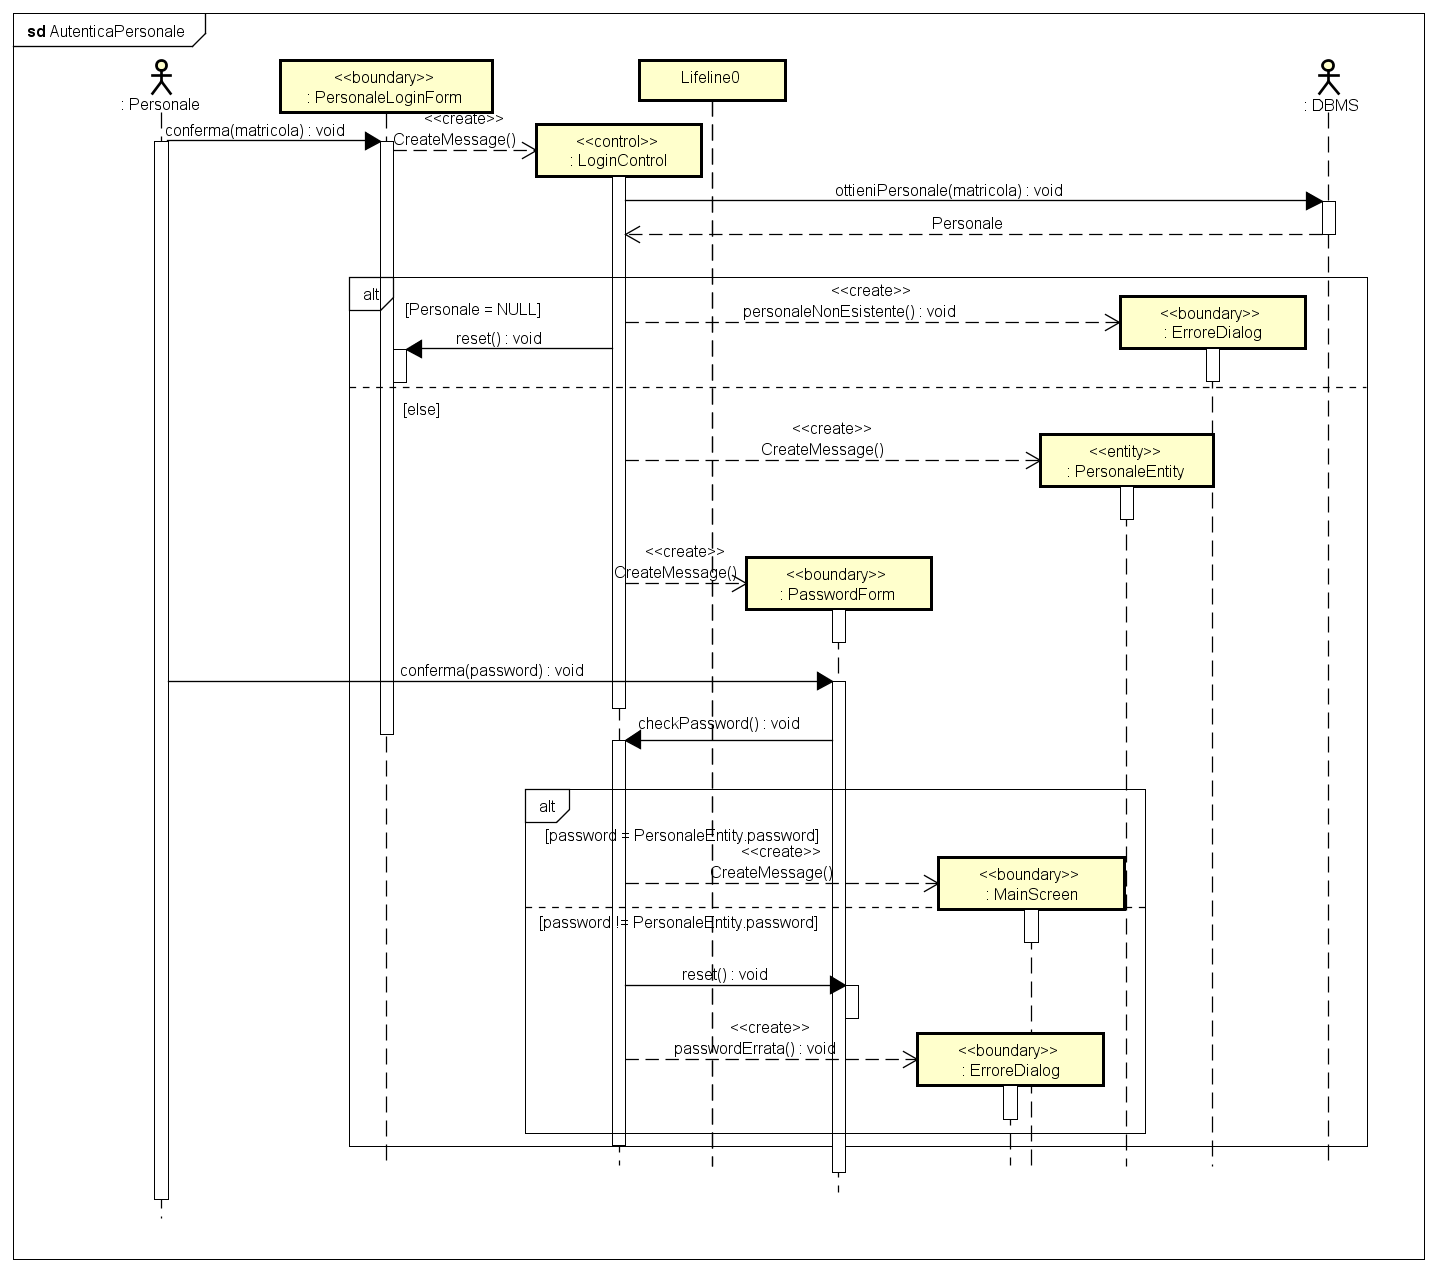 sd AutenticaPersonale
: Personale
<<boundary>>
: PersonaleLoginForm
Lifeline0
: DBMS
conferma(matricola) : void
<<create>>
CreateMessage()
<<control>>
: LoginControl
ottieniPersonale(matricola) : void
Personale
alt
[Personale = NULL]
<<create>>
personaleNonEsistente() : void
<<boundary>>
: ErroreDialog
reset() : void
[else]
<<create>>
CreateMessage()
<<entity>>
: PersonaleEntity
<<create>>
CreateMessage()
<<boundary>>
: PasswordForm
conferma(password) : void
checkPassword() : void
alt
[password = PersonaleEntity.password]
<<create>>
CreateMessage()
<<boundary>>
: MainScreen
[password != PersonaleEntity.password]
reset() : void
<<create>>
passwordErrata() : void
<<boundary>>
: ErroreDialog